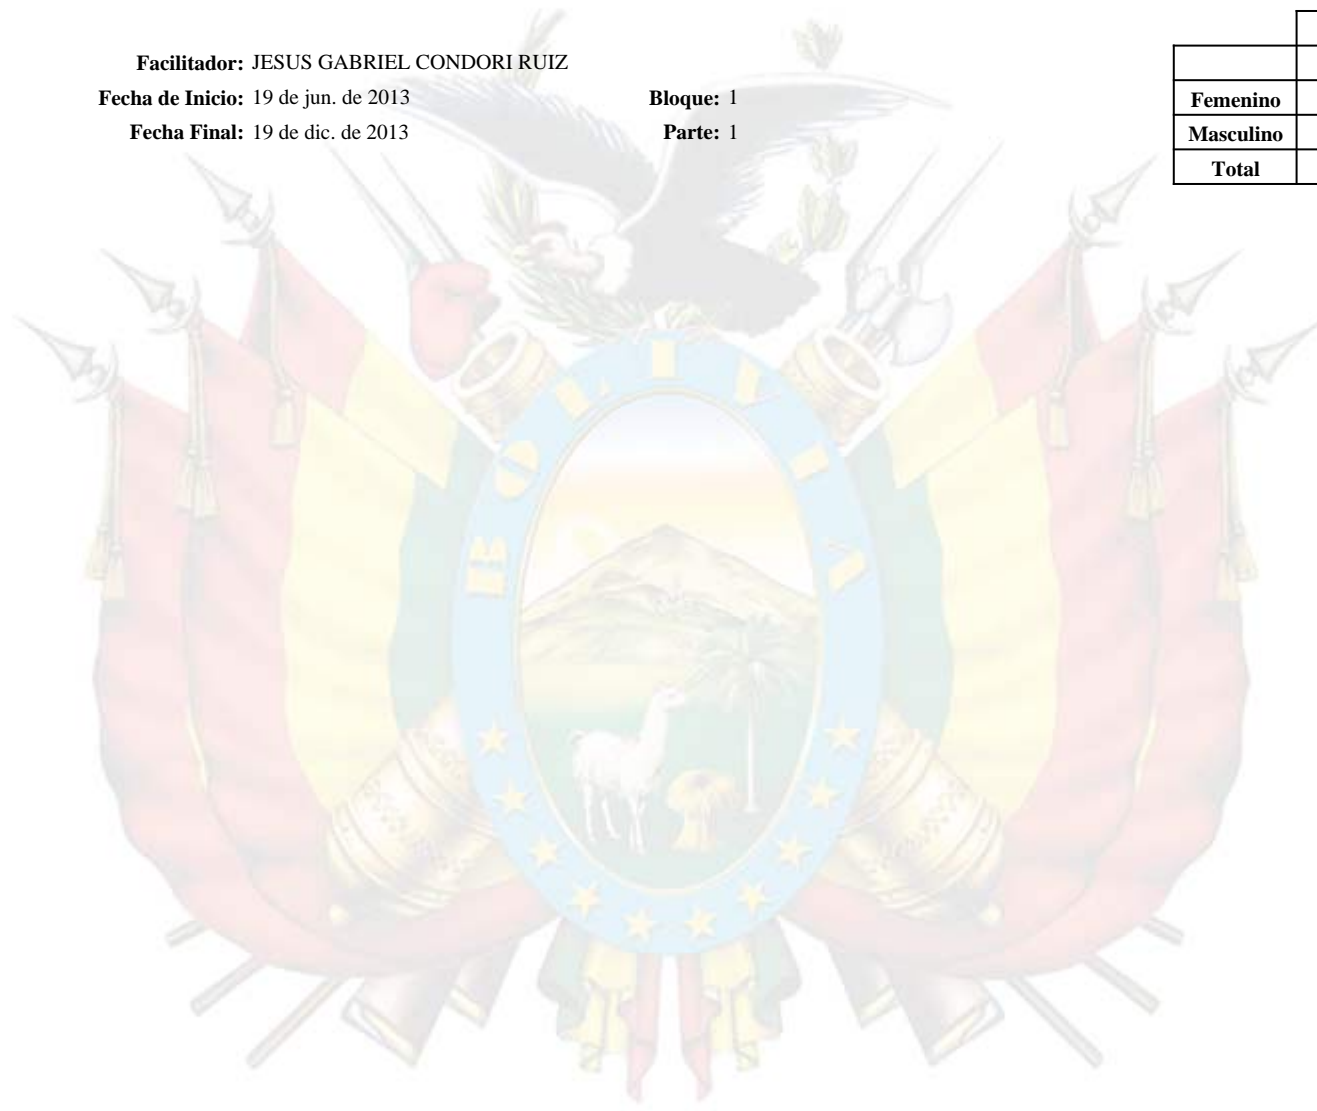 Facilitador: JESUS GABRIEL CONDORI RUIZ
Fecha de Inicio: 19 de jun. de 2013 Bloque: 1
Fecha Final: 19 de dic. de 2013 Parte: 1
Femenino
Masculino
Total
BOLIVIA